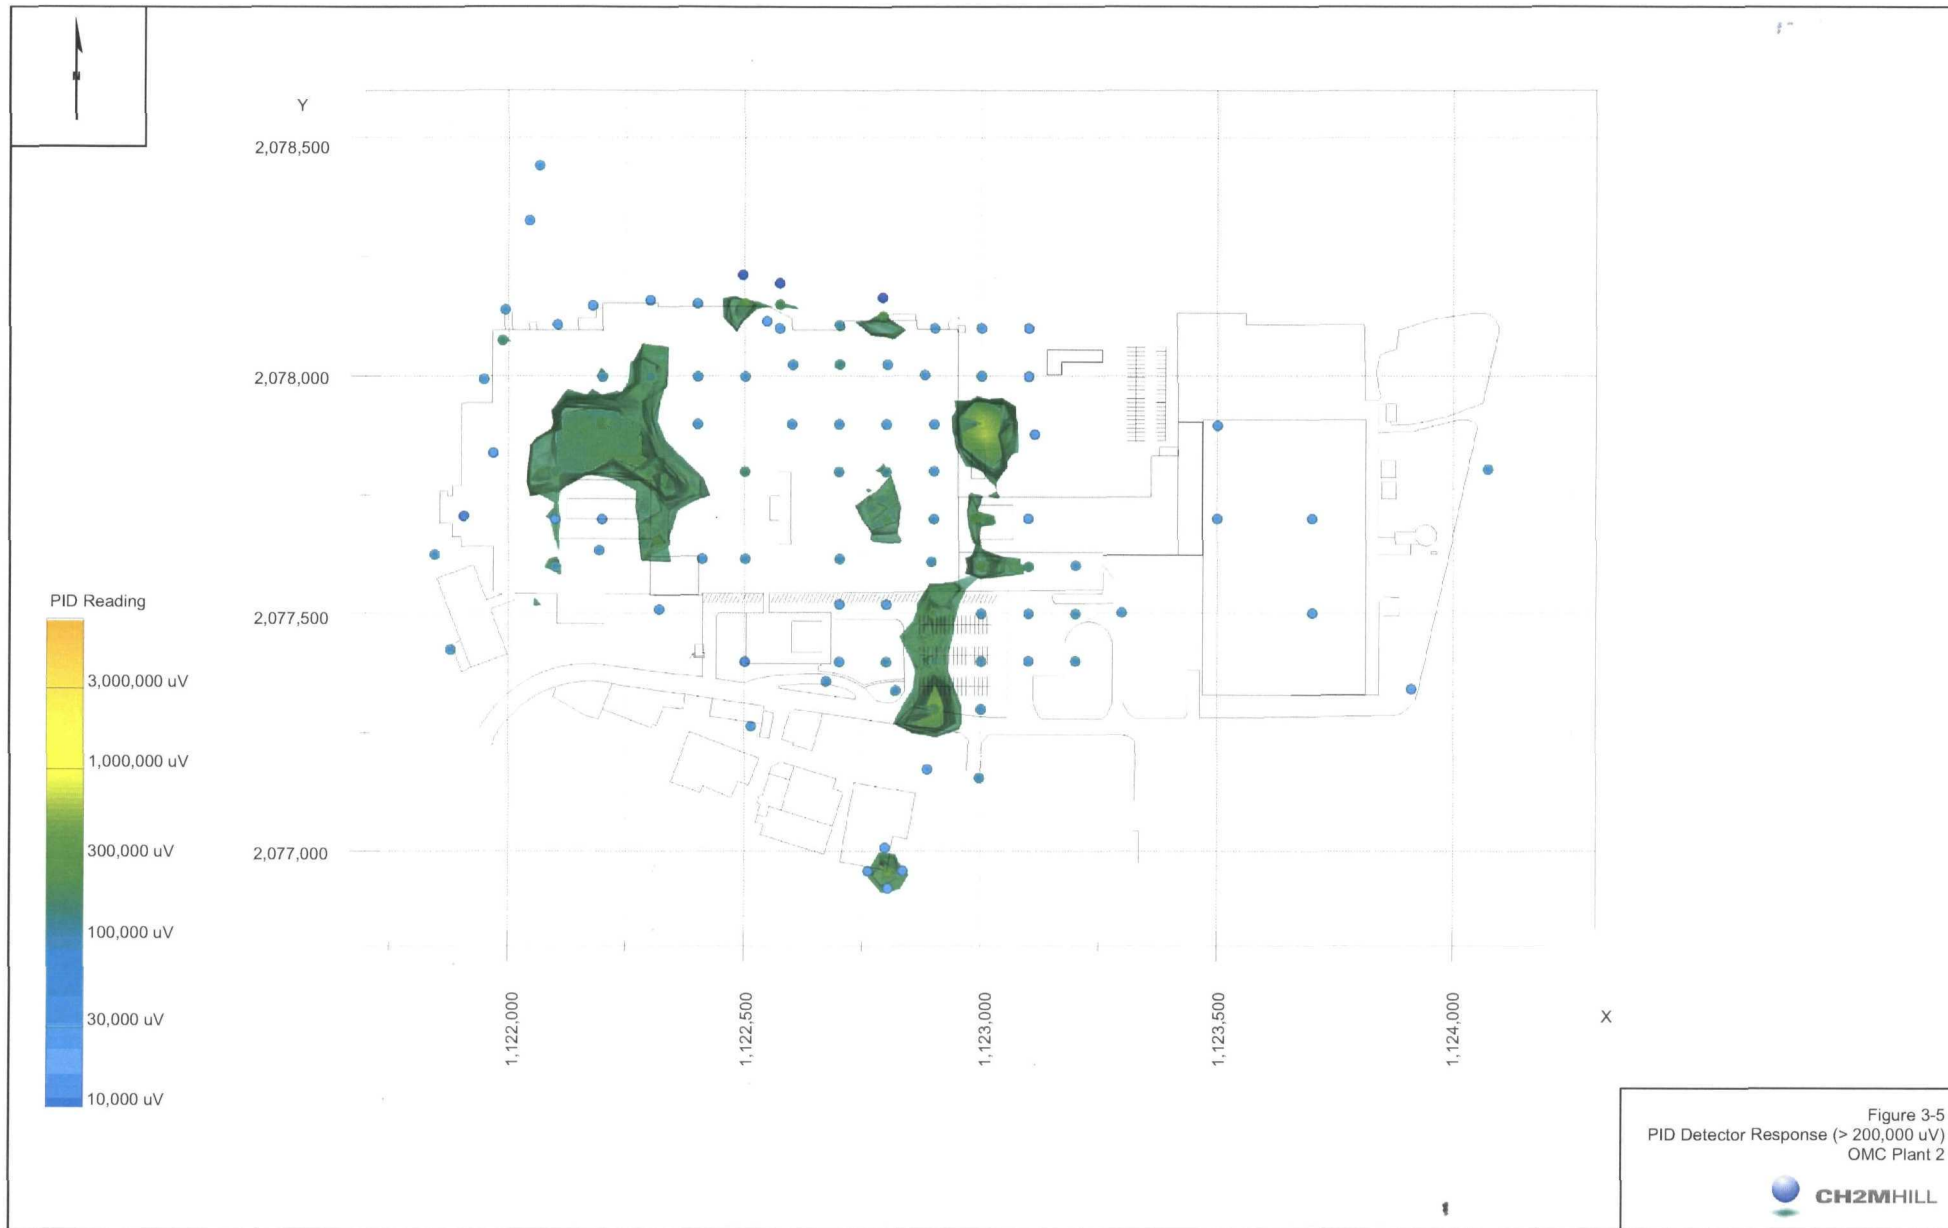 N
Y
2,078,500
2,078,000
2,077,500
2,077,000
PID Reading
3,000,000 uV
1,000,000 uV
300,000 uV
100,000 uV
30,000 uV
10,000 uV
1,122,000
1,122,500
1,123,000
1,123,500
1,124,000
X
Figure 3-5
PID Detector Response (> 200,000 uV)
OMC Plant 2
CH2MHILL